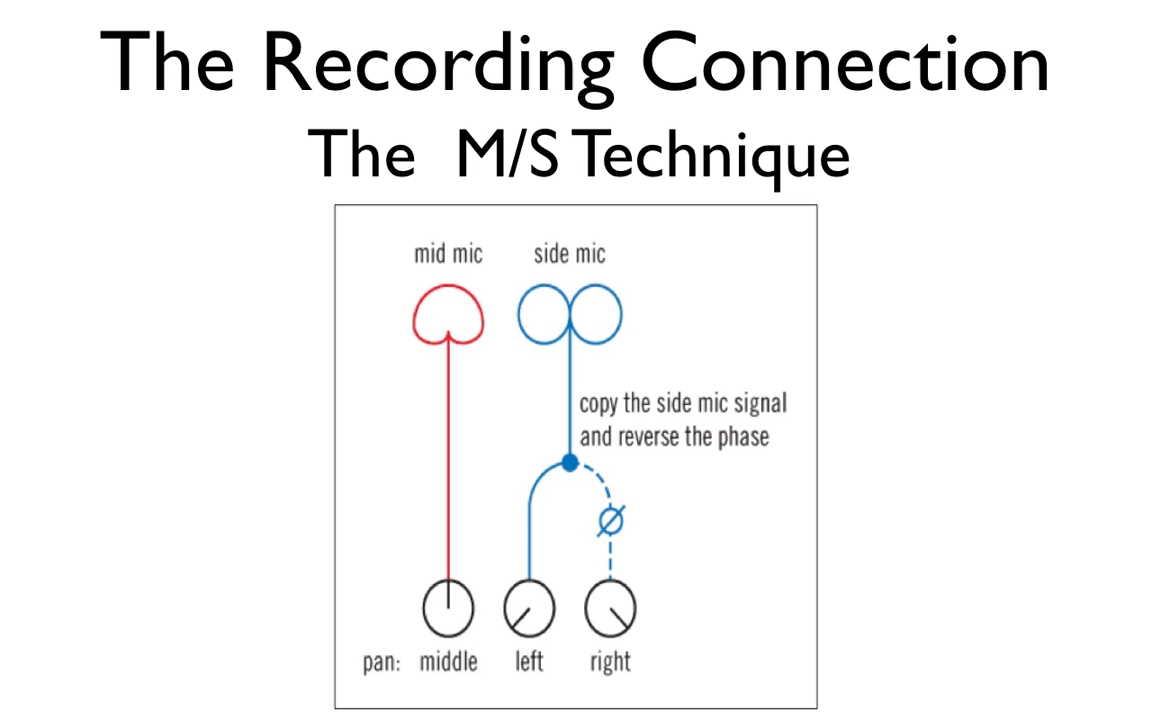 The Recording Connection
The M/S Technique
mid mic side mic
copy the side mic signal
and reverse the phase
pan: middle left right